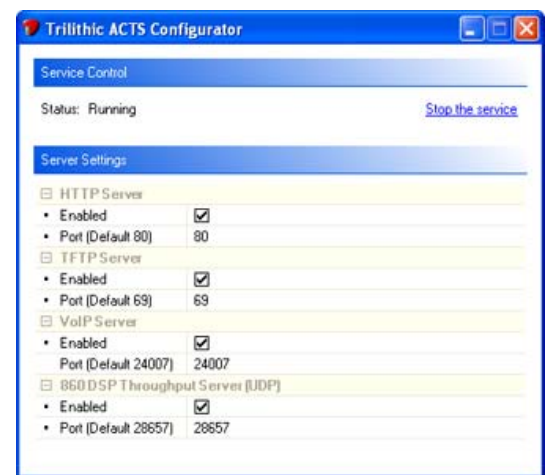 Trilithic ACTS Configurator
Service Control
Status: Running Stop the service
Server Settings
HTTP Server
• Enabled
• Port (Default 80) 80
TFTP Server
• Enabled
• Port (Default 69) 69
VoIP Server
• Enabled
Port (Default 24007) 24007
860 DSP Throughput Server (UDP)
• Enabled
• Port (Default 28657) 28657